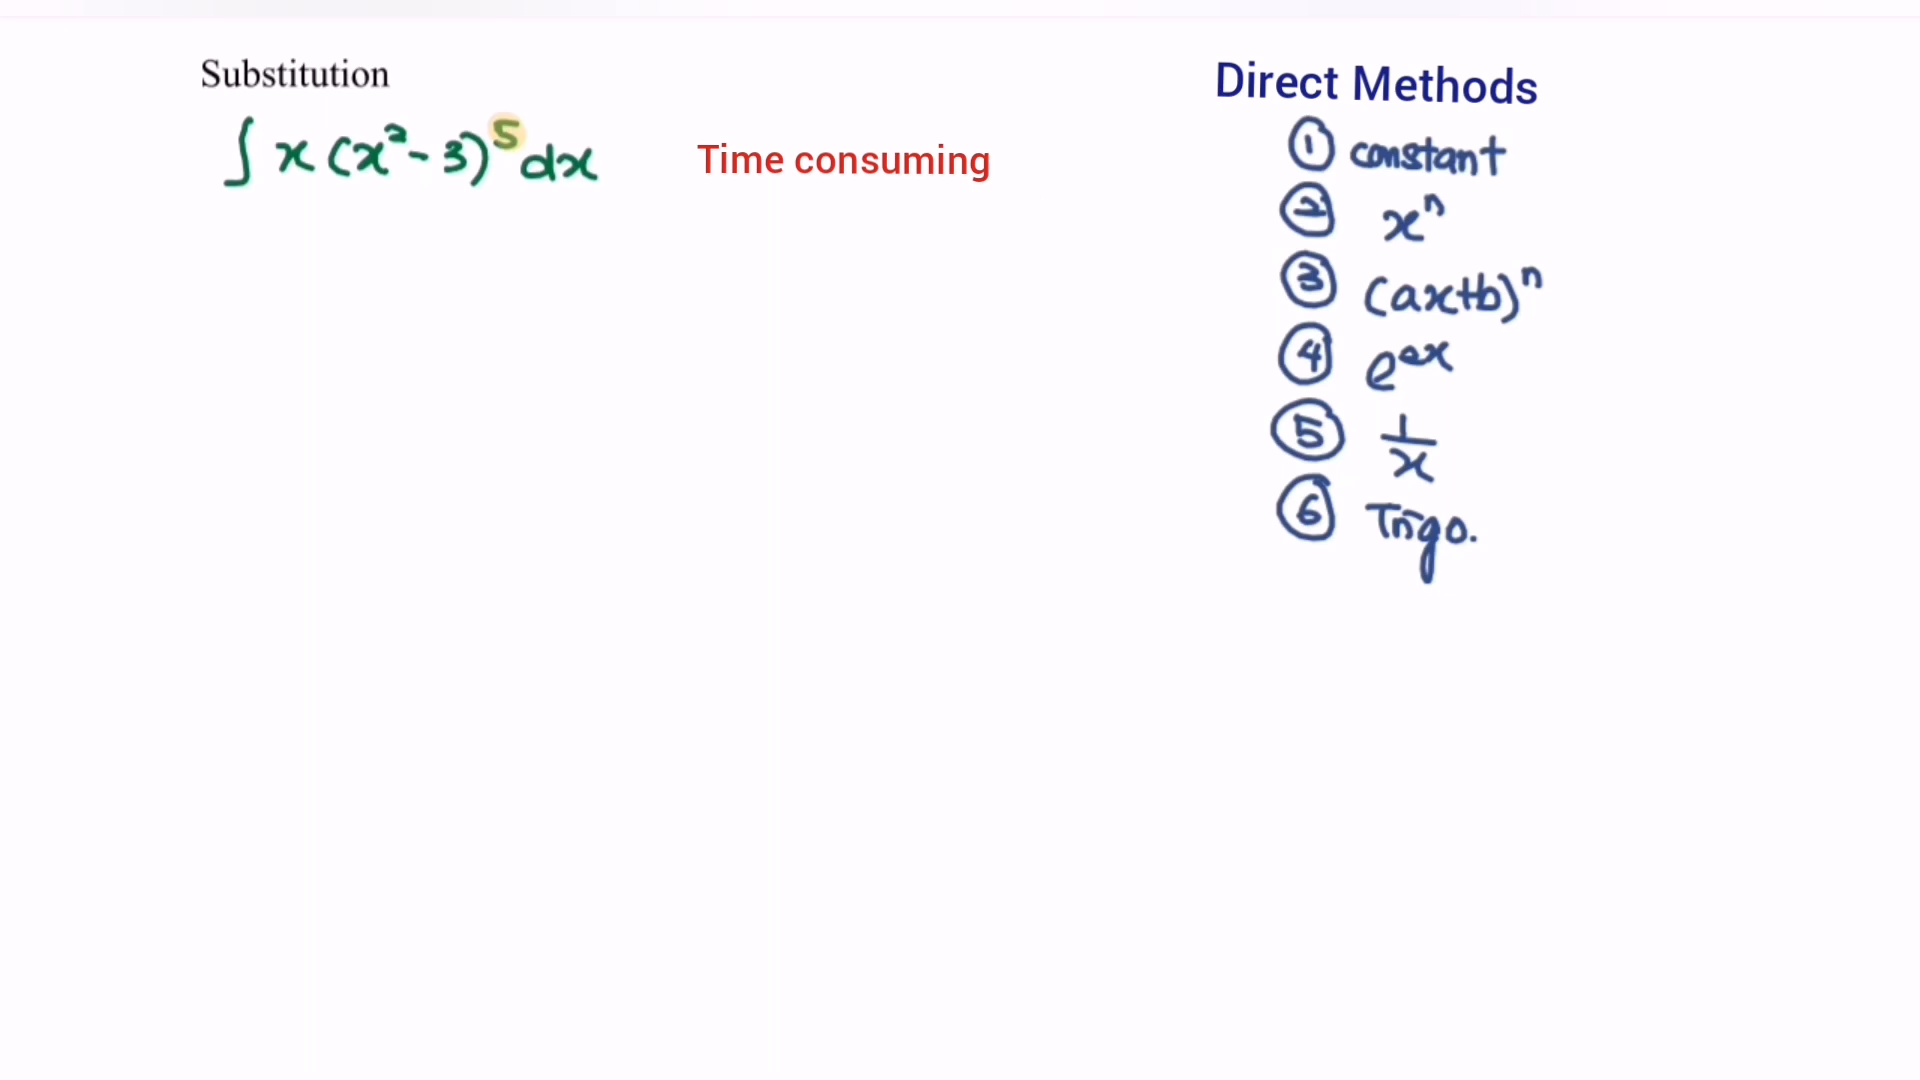 Substitution
∫ x (x² - 3)⁵ dx
Time consuming
Direct Methods
① constant
② xⁿ
③ (ax+b)ⁿ
④ eᵃˣ
⑤ 1/x
⑥ Trigo.